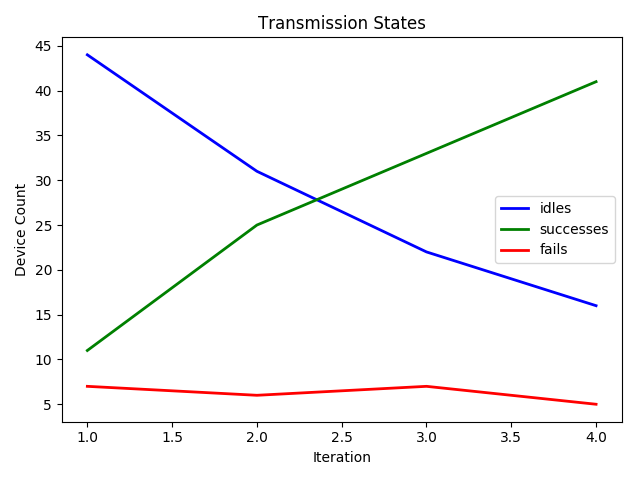 Transmission States
45
40
35
30
25
20
15
10
5
Device Count
idles
successes
fails
1.0 1.5 2.0 2.5 3.0 3.5 4.0
Iteration